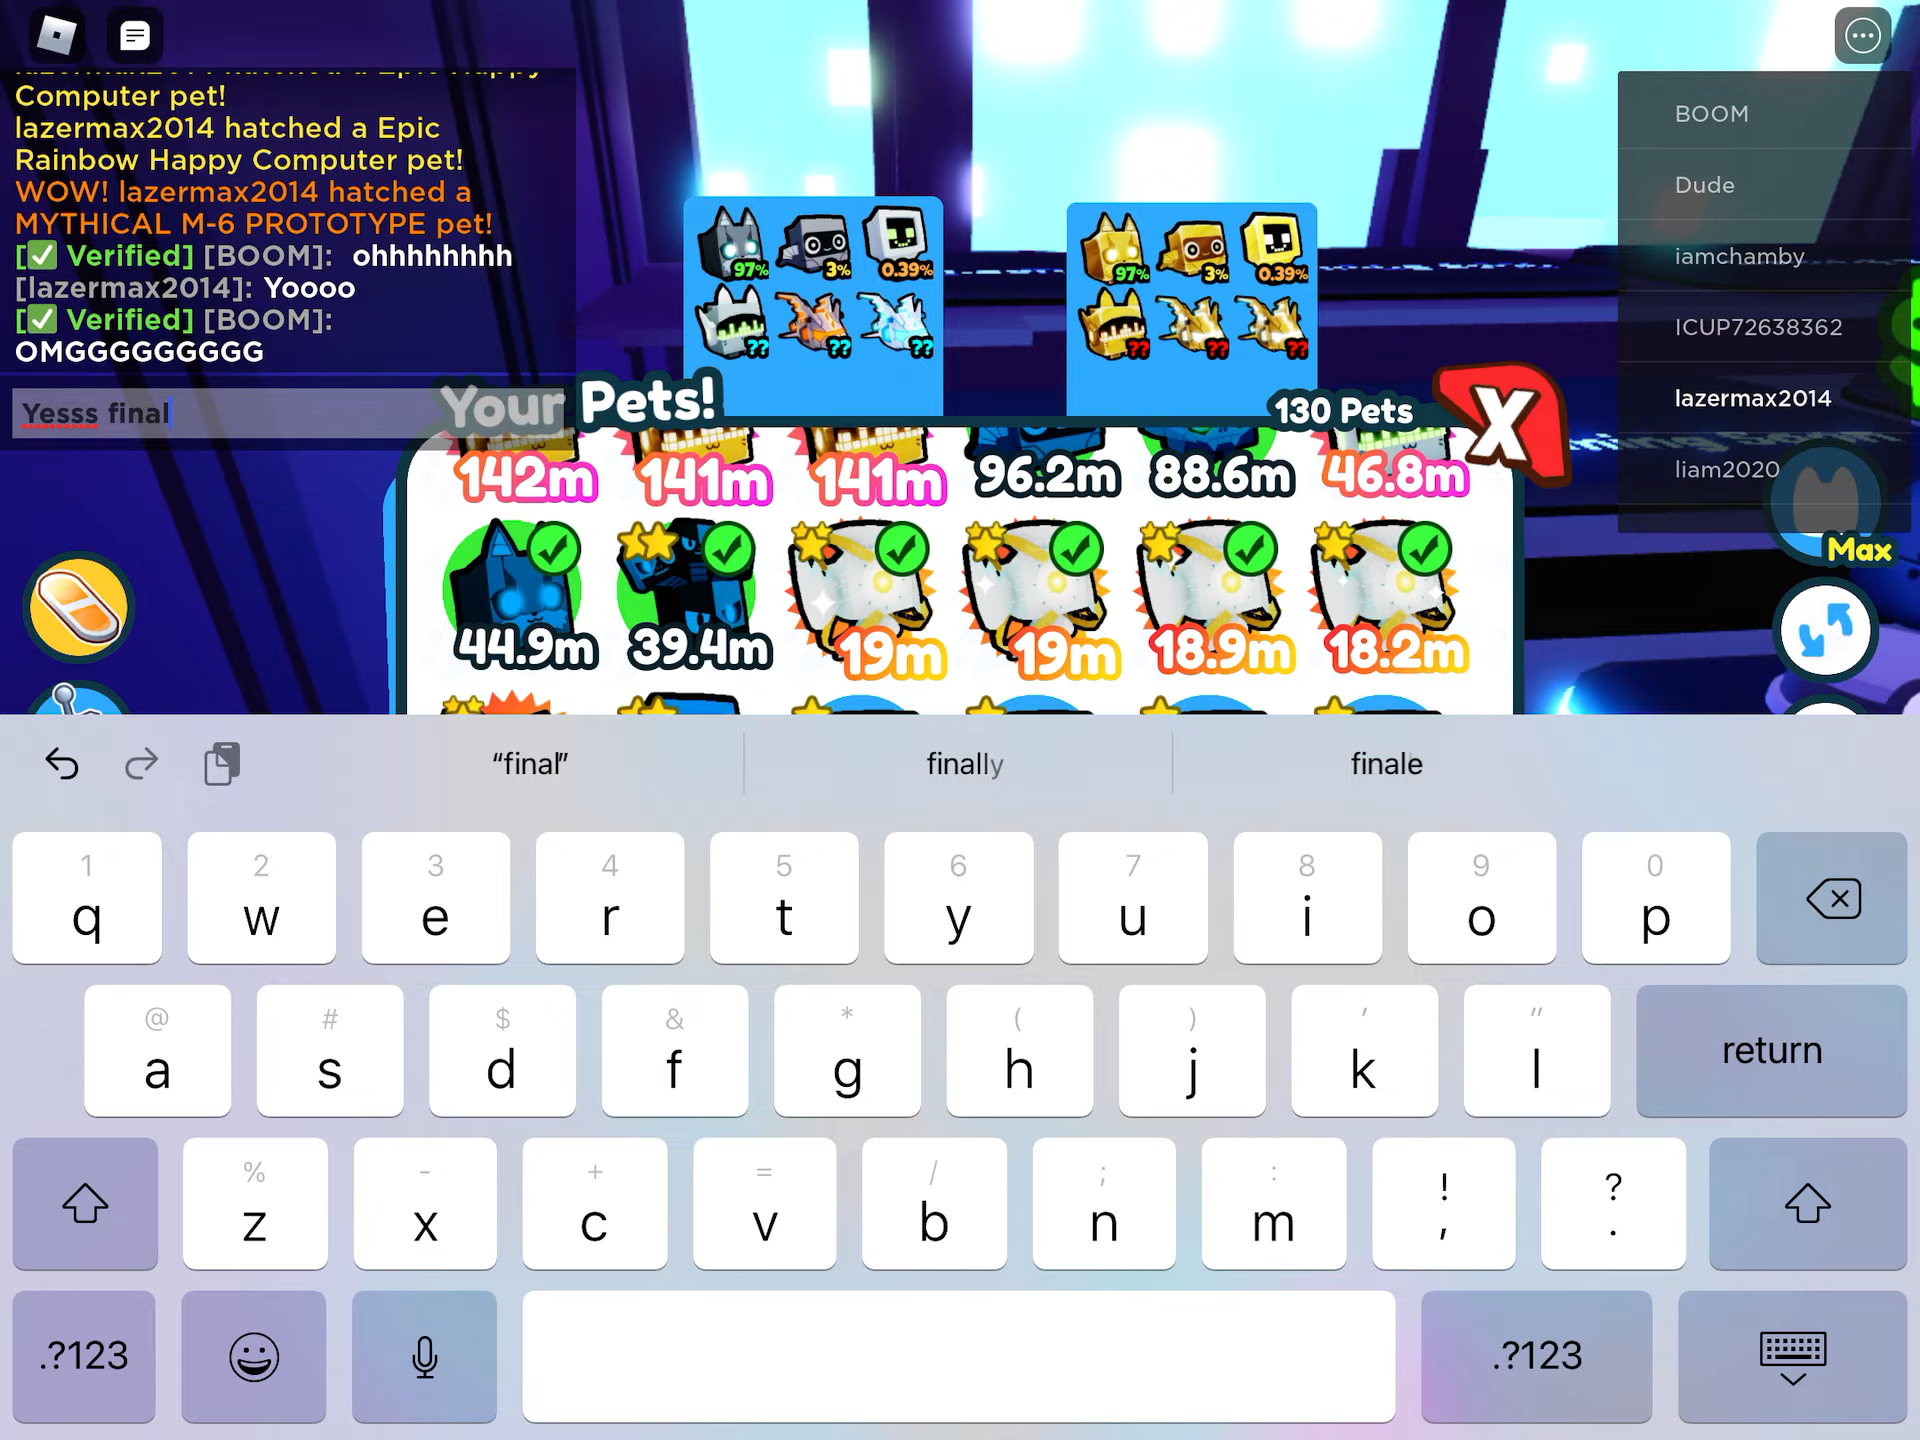 Computer pet!
lazermax2014 hatched a Epic
Rainbow Happy Computer pet!
WOW! lazermax2014 hatched a
MYTHICAL M-6 PROTOTYPE pet!
[✅ Verified] [BOOM]: ohhhhhhhh
[lazermax2014]: Yoooo
[✅ Verified] [BOOM]:
OMGGGGGGGGG
Yesss final
97% 3% 0.39%
?? ?? ??
97% 3% 0.39%
?? ?? ??
BOOM
Dude
iamchamby
ICUP72638362
lazermax2014
liam2020
Max
Your Pets!
130 Pets
X
142m 141m 141m 96.2m 88.6m 46.8m
44.9m 39.4m 19m 19m 18.9m 18.2m
“final” finally finale
1 2 3 4 5 6 7 8 9 0
q w e r t y u i o p
@ # $ & * ( ) ' "
a s d f g h j k l return
% - + = / ; : ! ?
z x c v b n m , .
.?123 .?123